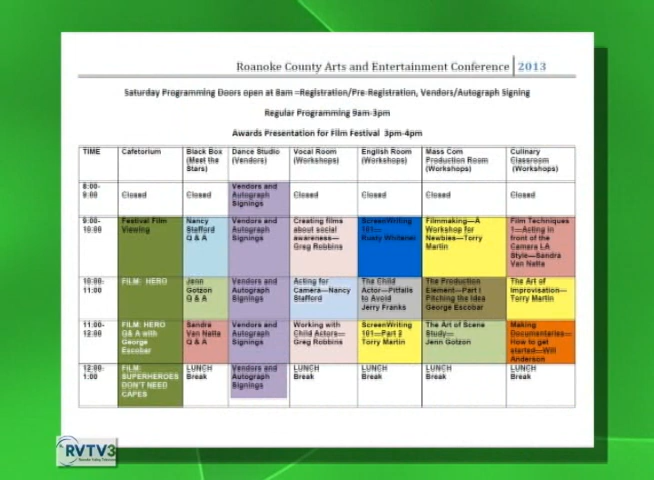 Roanoke County Arts and Entertainment Conference 2013
Saturday Programming Doors open at 8am =Registration/Pre-Registration, Vendors/Autograph Signing
Regular Programming 9am-3pm
Awards Presentation for Film Festival 3pm-4pm
TIME
Cafetorium
Black Box
(Meet the
Stars)
Dance Studio
(Vendors)
Vocal Room
(Workshops)
English Room
(Workshops)
Mass Com
Production Room
(Workshops)
Culinary
Classroom
(Workshops)
8:00-
9:00
Closed
Closed
Vendors and
Autograph
Signings
Closed
Closed
Closed
Closed
9:00-
10:00
Festival Film
Viewing
Nancy
Stafford
Q & A
Vendors and
Autograph
Signings
Creating films
about social
awareness—
Greg Robbins
ScreenWriting
101—
Rusty Whitener
Filmmaking—A
Workshop for
Newbies—Torry
Martin
Film Techniques
1—Acting in
front of the
Camera LA
Style—Sandra
Van Natta
10:00-
11:00
FILM: HERO
Jenn
Gotzon
Q & A
Vendors and
Autograph
Signings
Acting for
Camera—Nancy
Stafford
The Child
Actor—Pitfalls
to Avoid
Jerry Franks
The Production
Element—Part I
Pitching the Idea
George Escobar
The Art of
Improvisation—
Torry Martin
11:00-
12:00
FILM: HERO
Q&A with
George
Escobar
Sandra
Van Natta
Q & A
Vendors and
Autograph
Signings
Working with
Child Actors—
Greg Robbins
ScreenWriting
101—Part 2
Torry Martin
The Art of Scene
Study—
Jenn Gotzon
Making
Documentaries—
How to get
started—Will
Anderson
12:00-
1:00
FILM:
SUPERHEROES
DON'T NEED
CAPES
LUNCH
Break
Vendors and
Autograph
Signings
LUNCH
Break
LUNCH
Break
LUNCH
Break
LUNCH
Break
RVTV3